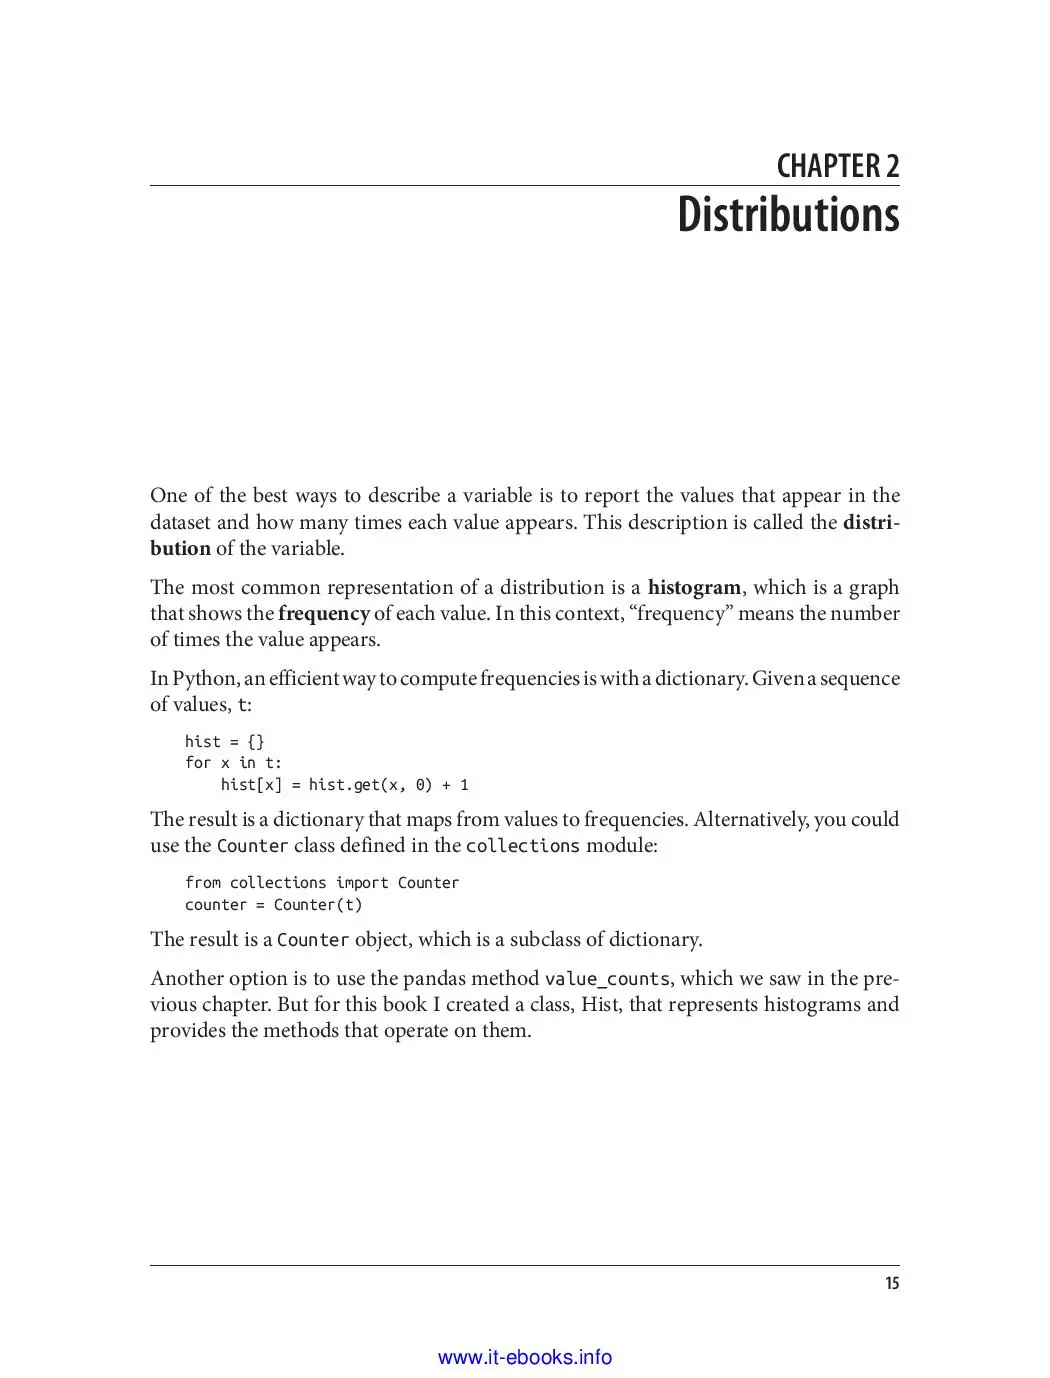 CHAPTER 2
Distributions
One of the best ways to describe a variable is to report the values that appear in the
dataset and how many times each value appears. This description is called the distri-
bution of the variable.
The most common representation of a distribution is a histogram, which is a graph
that shows the frequency of each value. In this context, “frequency” means the number
of times the value appears.
In Python, an efficient way to compute frequencies is with a dictionary. Given a sequence
of values, t:
hist = {}
for x in t:
    hist[x] = hist.get(x, 0) + 1
The result is a dictionary that maps from values to frequencies. Alternatively, you could
use the Counter class defined in the collections module:
from collections import Counter
counter = Counter(t)
The result is a Counter object, which is a subclass of dictionary.
Another option is to use the pandas method value_counts, which we saw in the pre-
vious chapter. But for this book I created a class, Hist, that represents histograms and
provides the methods that operate on them.
15
www.it-ebooks.info